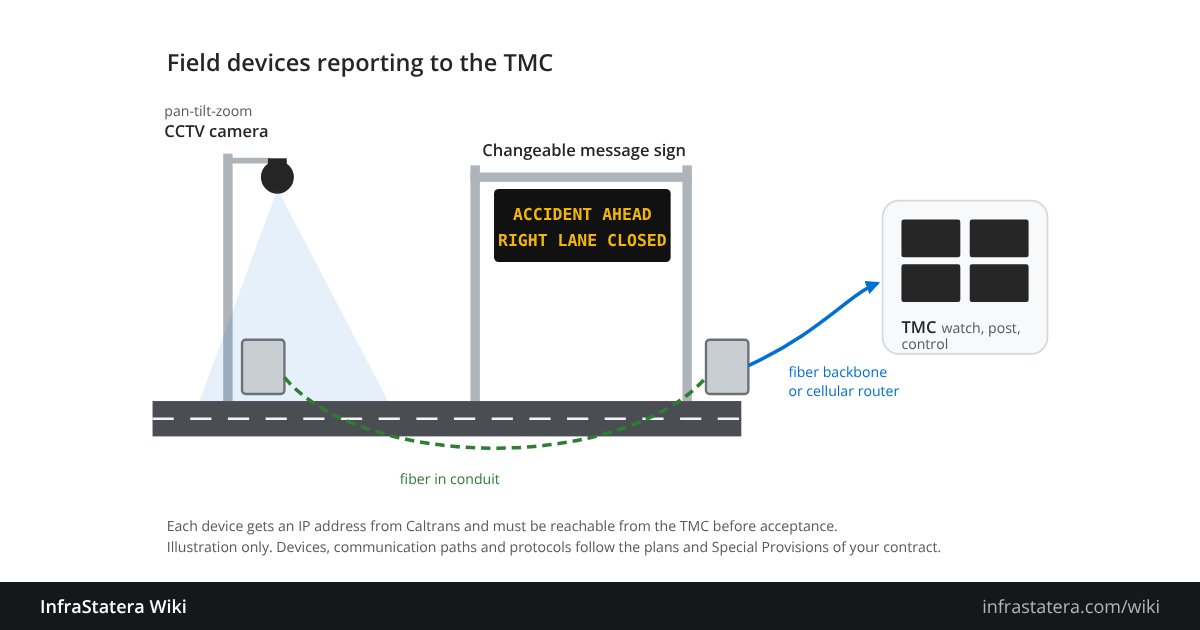 Field devices reporting to the TMC
pan-tilt-zoom
CCTV camera
Changeable message sign
ACCIDENT AHEAD
RIGHT LANE CLOSED
TMC watch, post,
control
fiber backbone
or cellular router
fiber in conduit
Each device gets an IP address from Caltrans and must be reachable from the TMC before acceptance.
Illustration only. Devices, communication paths and protocols follow the plans and Special Provisions of your contract.
InfraStatera Wiki
infrastatera.com/wiki